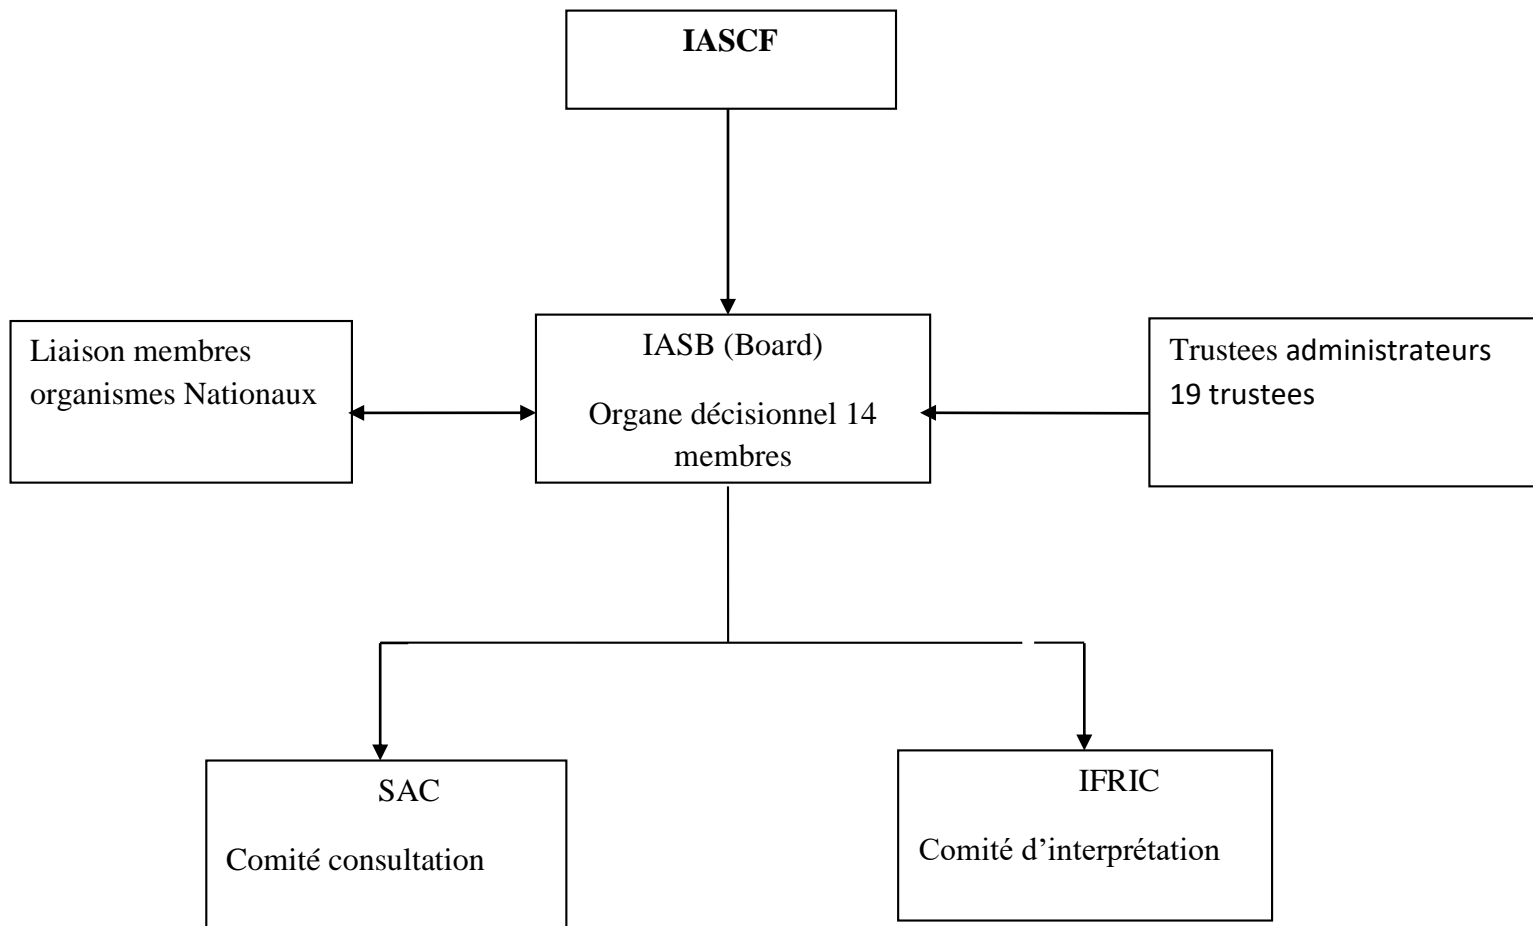 IASCF
Liaison membres
organismes Nationaux
IASB (Board)
Organe décisionnel 14
membres
Trustees administrateurs
19 trustees
SAC
Comité consultation
IFRIC
Comité d’interprétation